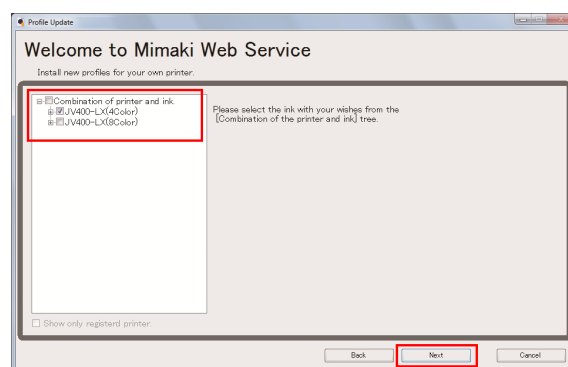 Profile Update
Welcome to Mimaki Web Service
Install new profiles for your own printer.
Combination of printer and ink
JV400-LX(4Color)
JV400-LX(8Color)
Please select the ink with your wishes from the
[Combination of the printer and ink] tree.
Show only registerd printer.
Back
Next
Cancel